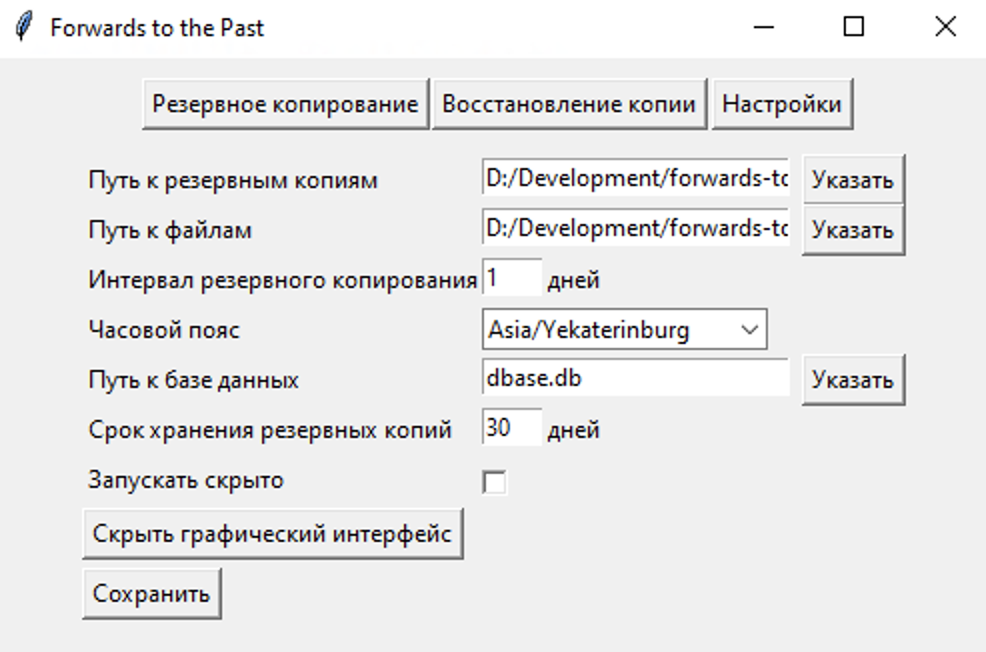 Forwards to the Past
Резервное копирование Восстановление копии Настройки
Путь к резервным копиям D:/Development/forwards-to Указать
Путь к файлам D:/Development/forwards-to Указать
Интервал резервного копирования 1 дней
Часовой пояс Asia/Yekaterinburg
Путь к базе данных dbase.db Указать
Срок хранения резервных копий 30 дней
Запускать скрыто
Скрыть графический интерфейс
Сохранить